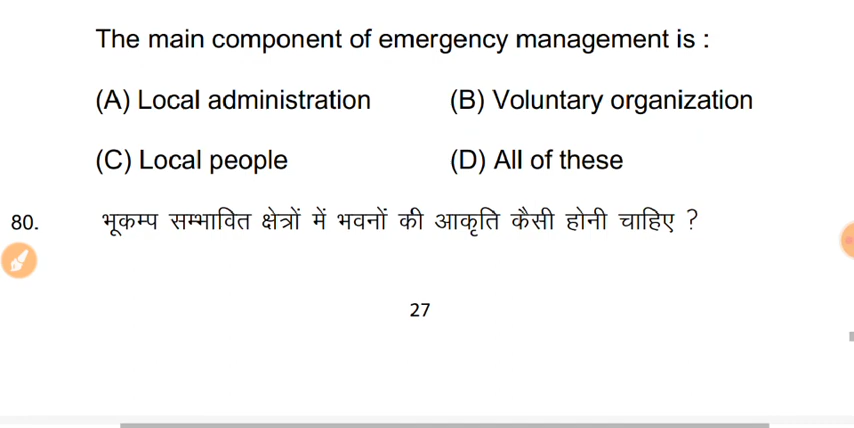 The main component of emergency management is :
(A) Local administration (B) Voluntary organization
(C) Local people (D) All of these
80. भूकम्प सम्भावित क्षेत्रों में भवनों की आकृति कैसी होनी चाहिए ?
27